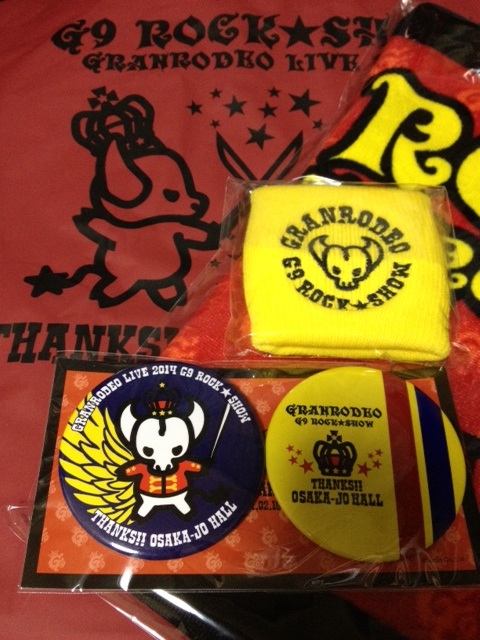 G9 ROCK★SH
GRANRODEO LIVE
THANKS!!
RO
GRANRODEO
G9 ROCK★SHOW
GRANRODEO LIVE 2014 G9 ROCK★SHOW
THANKS!! OSAKA-JO HALL
GRANRODEO
G9 ROCK★SHOW
THANKS!!
OSAKA-JO HALL